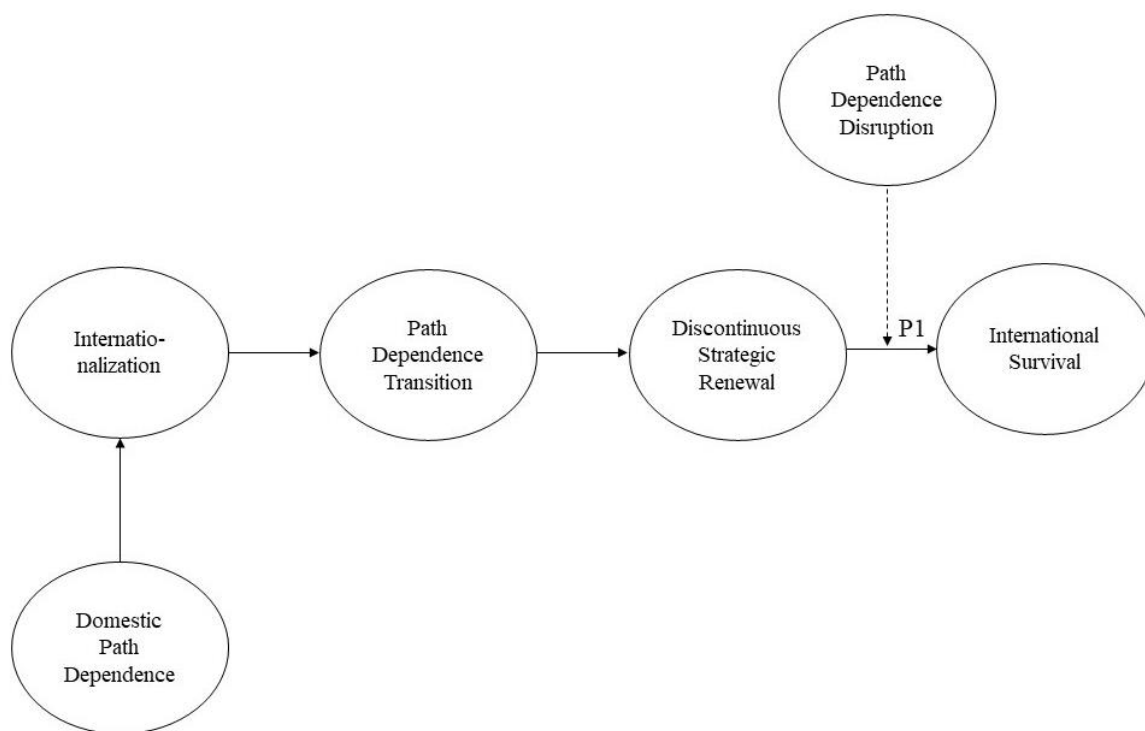 Path
Dependence
Disruption
Internatio-
nalization
Path
Dependence
Transition
Discontinuous
Strategic
Renewal
P1
International
Survival
Domestic
Path
Dependence